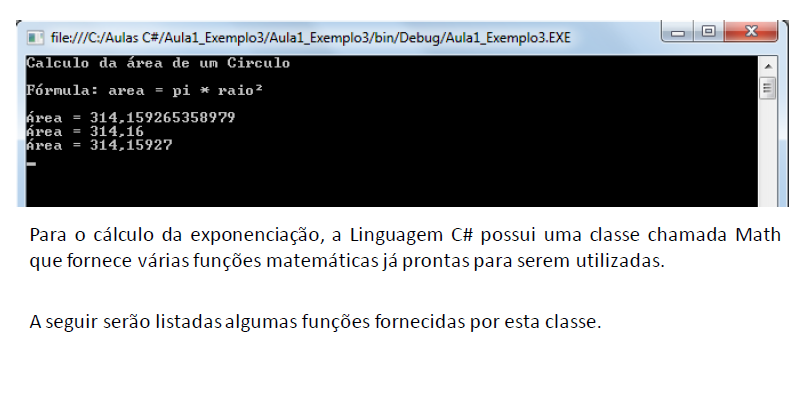 file:///C:/Aulas C#/Aula1_Exemplo3/Aula1_Exemplo3/bin/Debug/Aula1_Exemplo3.EXE
Calculo da área de um Circulo
Fórmula: area = pi * raio²
Área = 314,159265358979
Área = 314,16
Área = 314,15927
Para o cálculo da exponenciação, a Linguagem C# possui uma classe chamada Math
que fornece várias funções matemáticas já prontas para serem utilizadas.
A seguir serão listadas algumas funções fornecidas por esta classe.